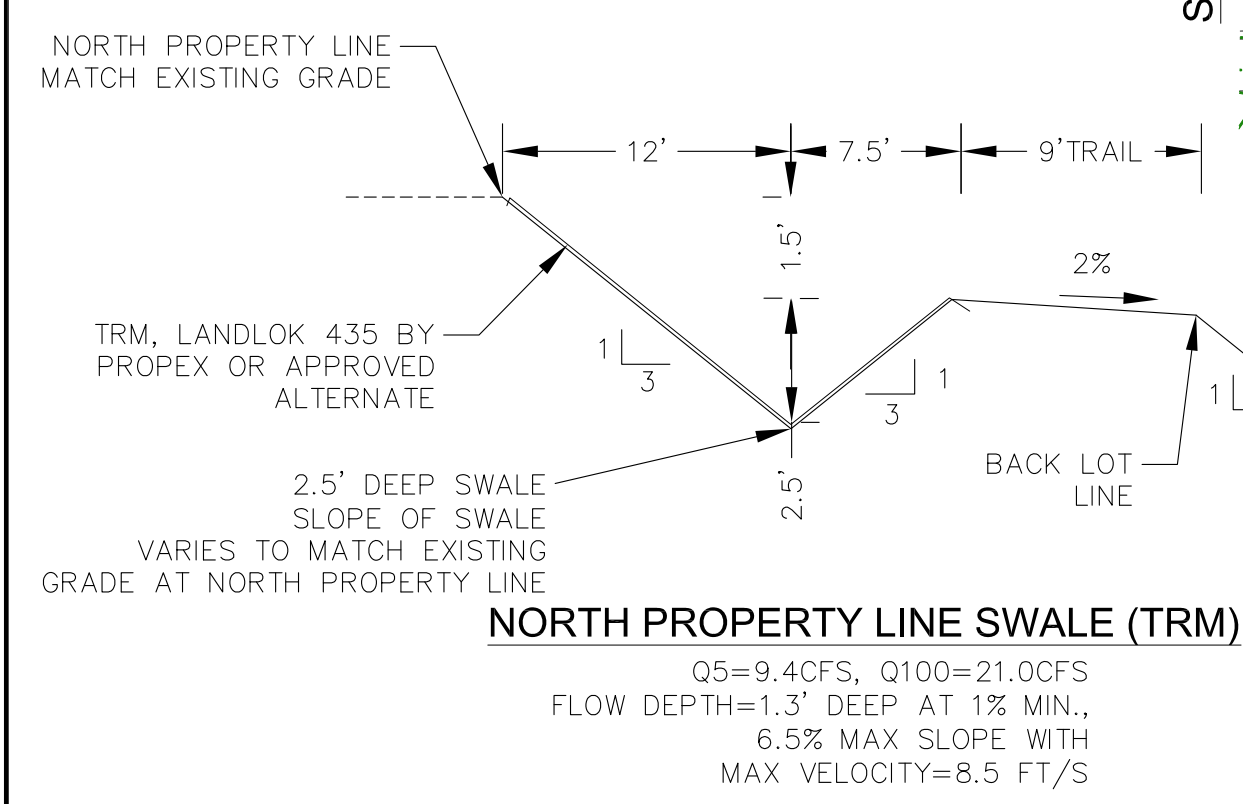 NORTH PROPERTY LINE
MATCH EXISTING GRADE
12'
7.5'
9'TRAIL
1.5'
2%
TRM, LANDLOK 435 BY
PROPEX OR APPROVED
ALTERNATE
1
3
1
3
1
2.5'
BACK LOT
LINE
2.5' DEEP SWALE
SLOPE OF SWALE
VARIES TO MATCH EXISTING
GRADE AT NORTH PROPERTY LINE
NORTH PROPERTY LINE SWALE (TRM)
Q5=9.4CFS, Q100=21.0CFS
FLOW DEPTH=1.3' DEEP AT 1% MIN.,
6.5% MAX SLOPE WITH
MAX VELOCITY=8.5 FT/S